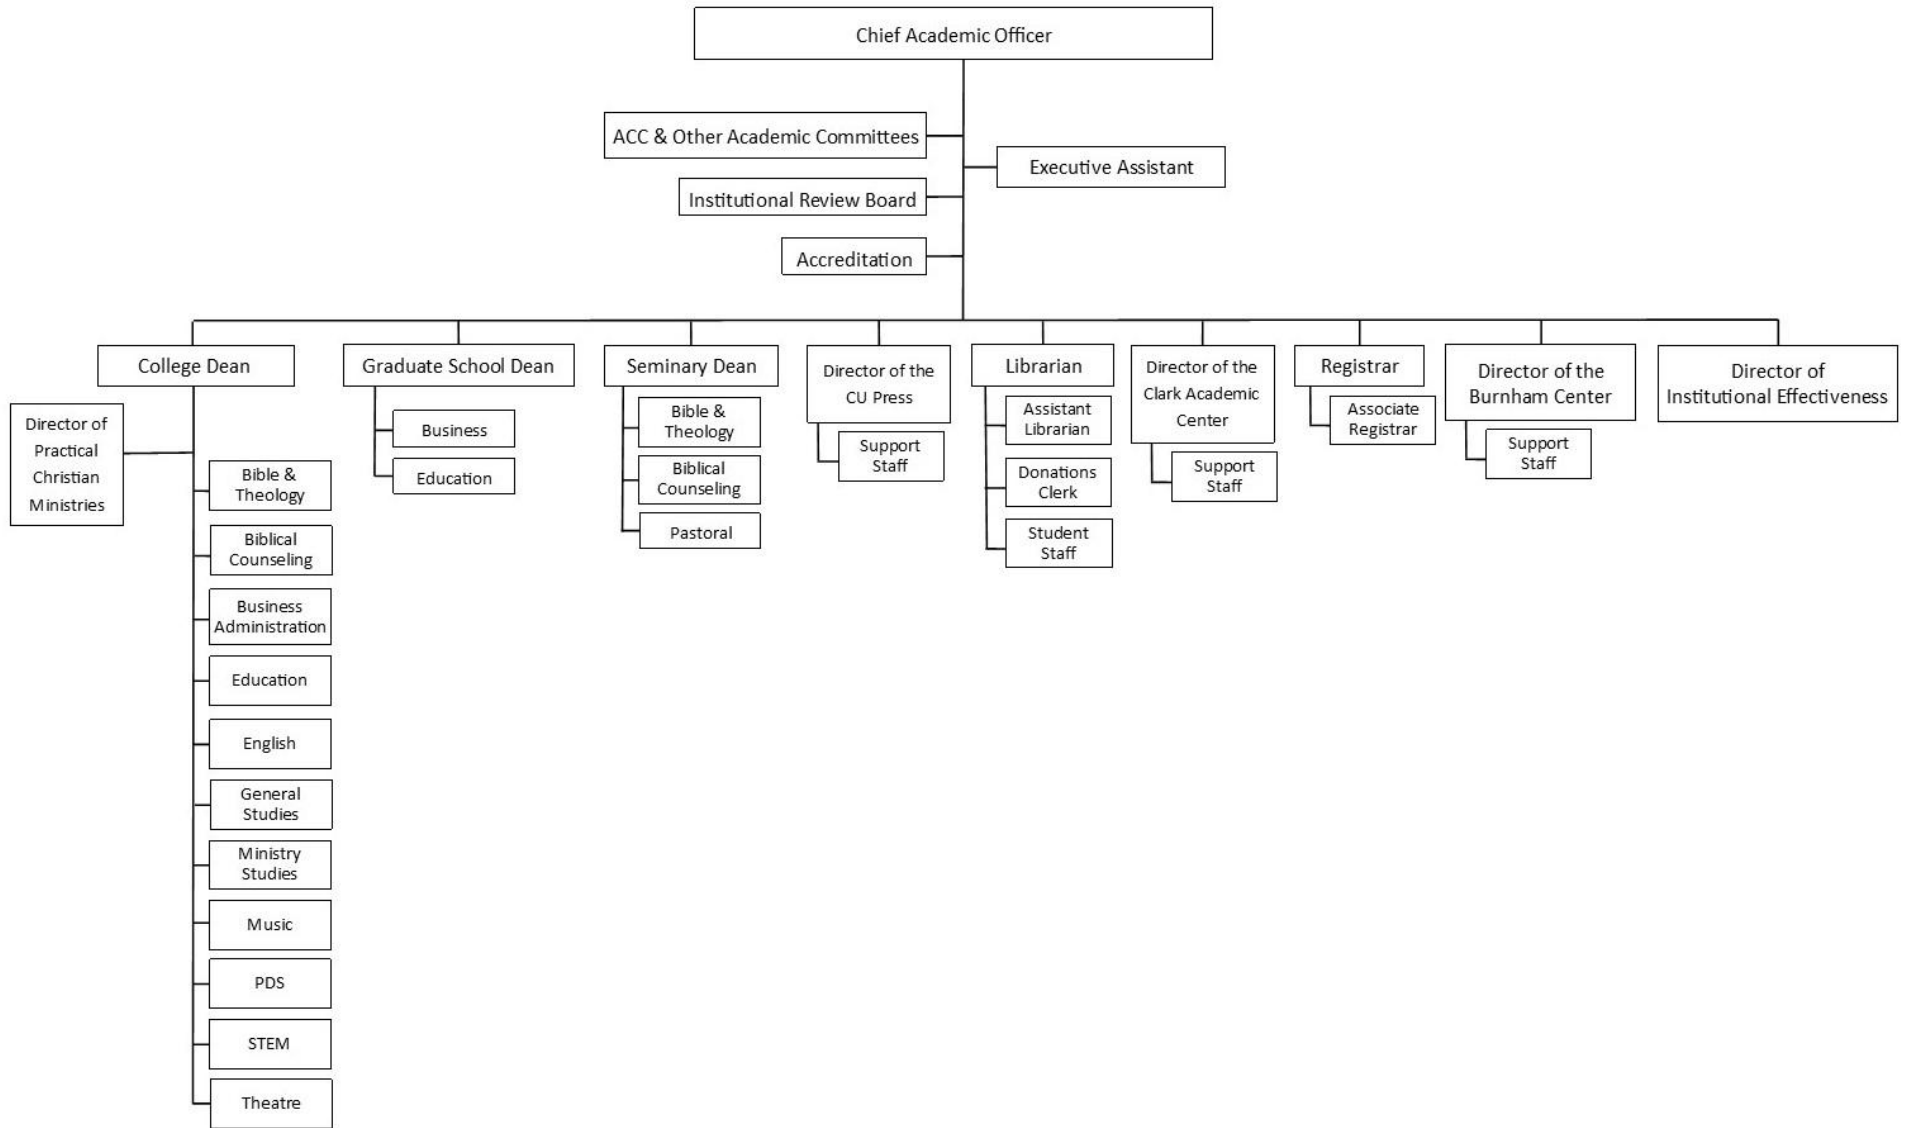 Chief Academic Officer
ACC & Other Academic Committees
Executive Assistant
Institutional Review Board
Accreditation
College Dean
Director of
Practical
Christian
Ministries
Bible &
Theology
Biblical
Counseling
Business
Administration
Education
English
General
Studies
Ministry
Studies
Music
PDS
STEM
Theatre
Graduate School Dean
Business
Education
Seminary Dean
Bible &
Theology
Biblical
Counseling
Pastoral
Director of the
CU Press
Support
Staff
Librarian
Assistant
Librarian
Donations
Clerk
Student
Staff
Director of the
Clark Academic
Center
Support
Staff
Registrar
Associate
Registrar
Director of the
Burnham Center
Support
Staff
Director of
Institutional Effectiveness